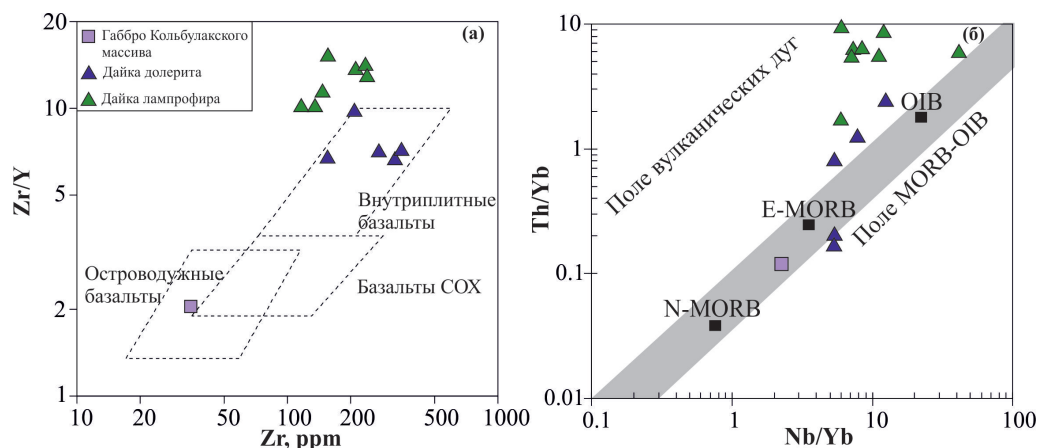 20
(а)
Габбро Кольбулакского
массива
Дайка долерита
Дайка лампрофира
10
Zr/Y
5
Внутриплитные
базальты
Островодужные
базальты
Базальты СОХ
2
1
10
50
100
200
500
1000
Zr, ppm
10
(б)
Поле вулканических дуг
OIB
1
Th/Yb
E-MORB
Поле MORB-OIB
0.1
N-MORB
0.01
0.1
1
10
100
Nb/Yb